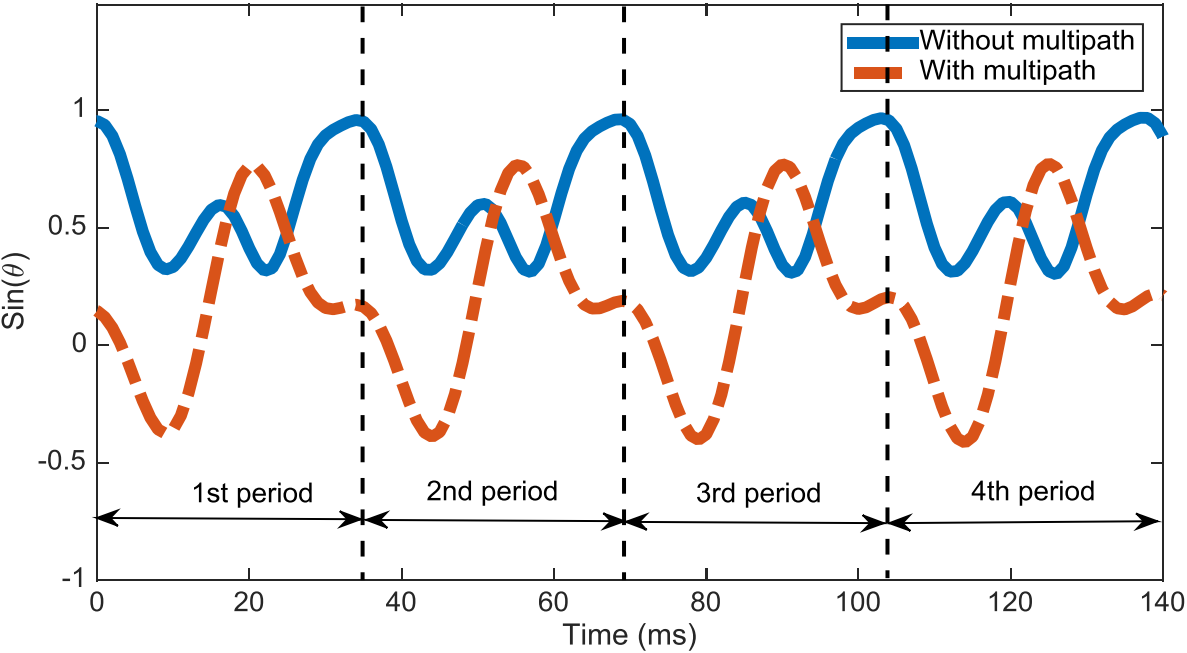 Without multipath
With multipath
1
0.5
0
-0.5
-1
Sin(θ)
1st period
2nd period
3rd period
4th period
0 20 40 60 80 100 120 140
Time (ms)